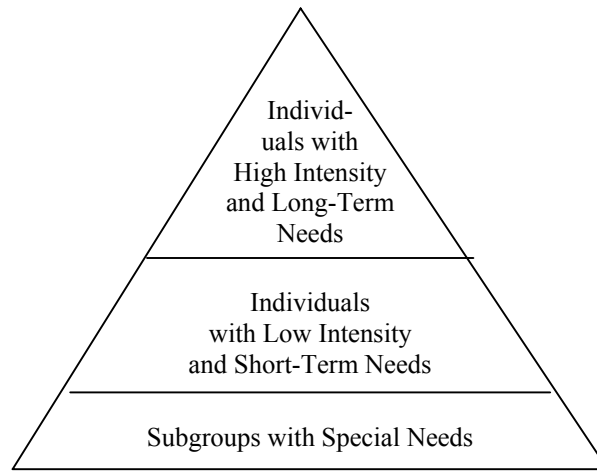 Individ-
uals with
High Intensity
and Long-Term
Needs
Individuals
with Low Intensity
and Short-Term Needs
Subgroups with Special Needs